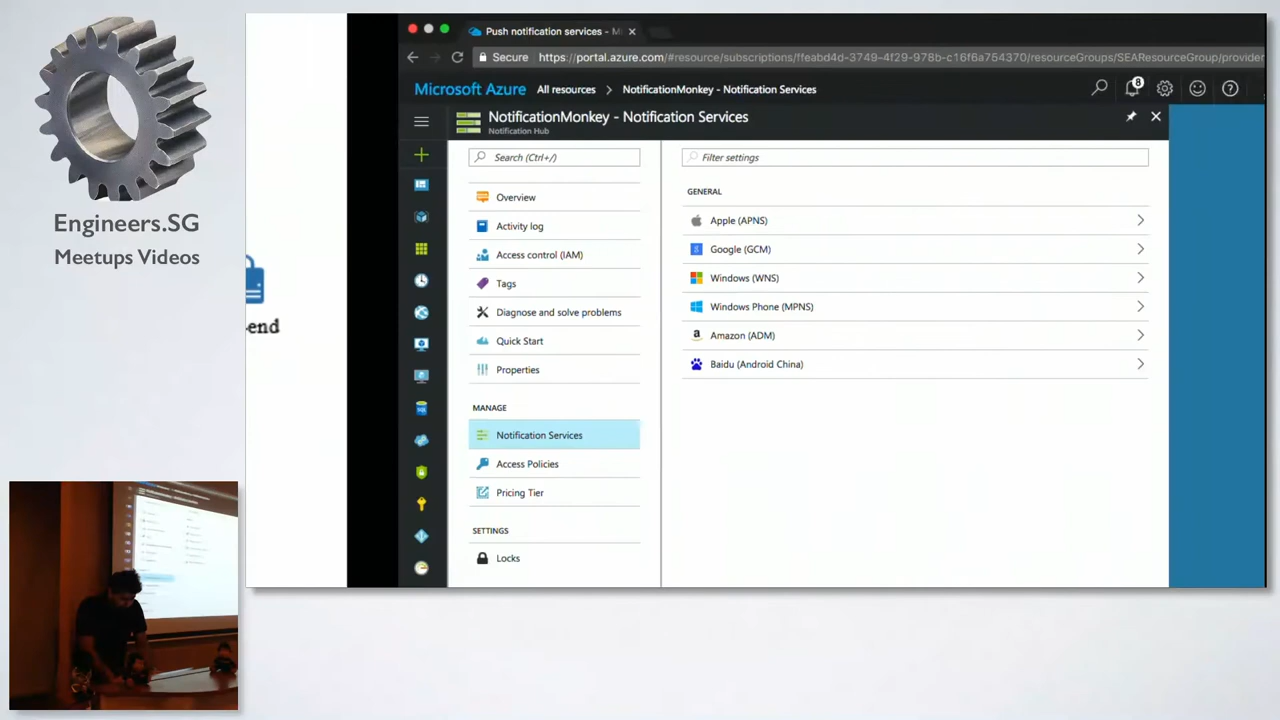 Engineers.SG
Meetups Videos
-end
Push notification services - M
Secure
https://portal.azure.com/#resource/subscriptions/ffeabd4d-3749-4f29-978b-c16f6a754370/resourceGroups/SEAResourceGroup/provider
Microsoft Azure
All resources > NotificationMonkey - Notification Services
8
NotificationMonkey - Notification Services
Notification Hub
Search (Ctrl+/)
Overview
Activity log
Access control (IAM)
Tags
Diagnose and solve problems
Quick Start
Properties
MANAGE
Notification Services
Access Policies
Pricing Tier
SETTINGS
Locks
Filter settings
GENERAL
Apple (APNS)
Google (GCM)
Windows (WNS)
Windows Phone (MPNS)
Amazon (ADM)
Baidu (Android China)